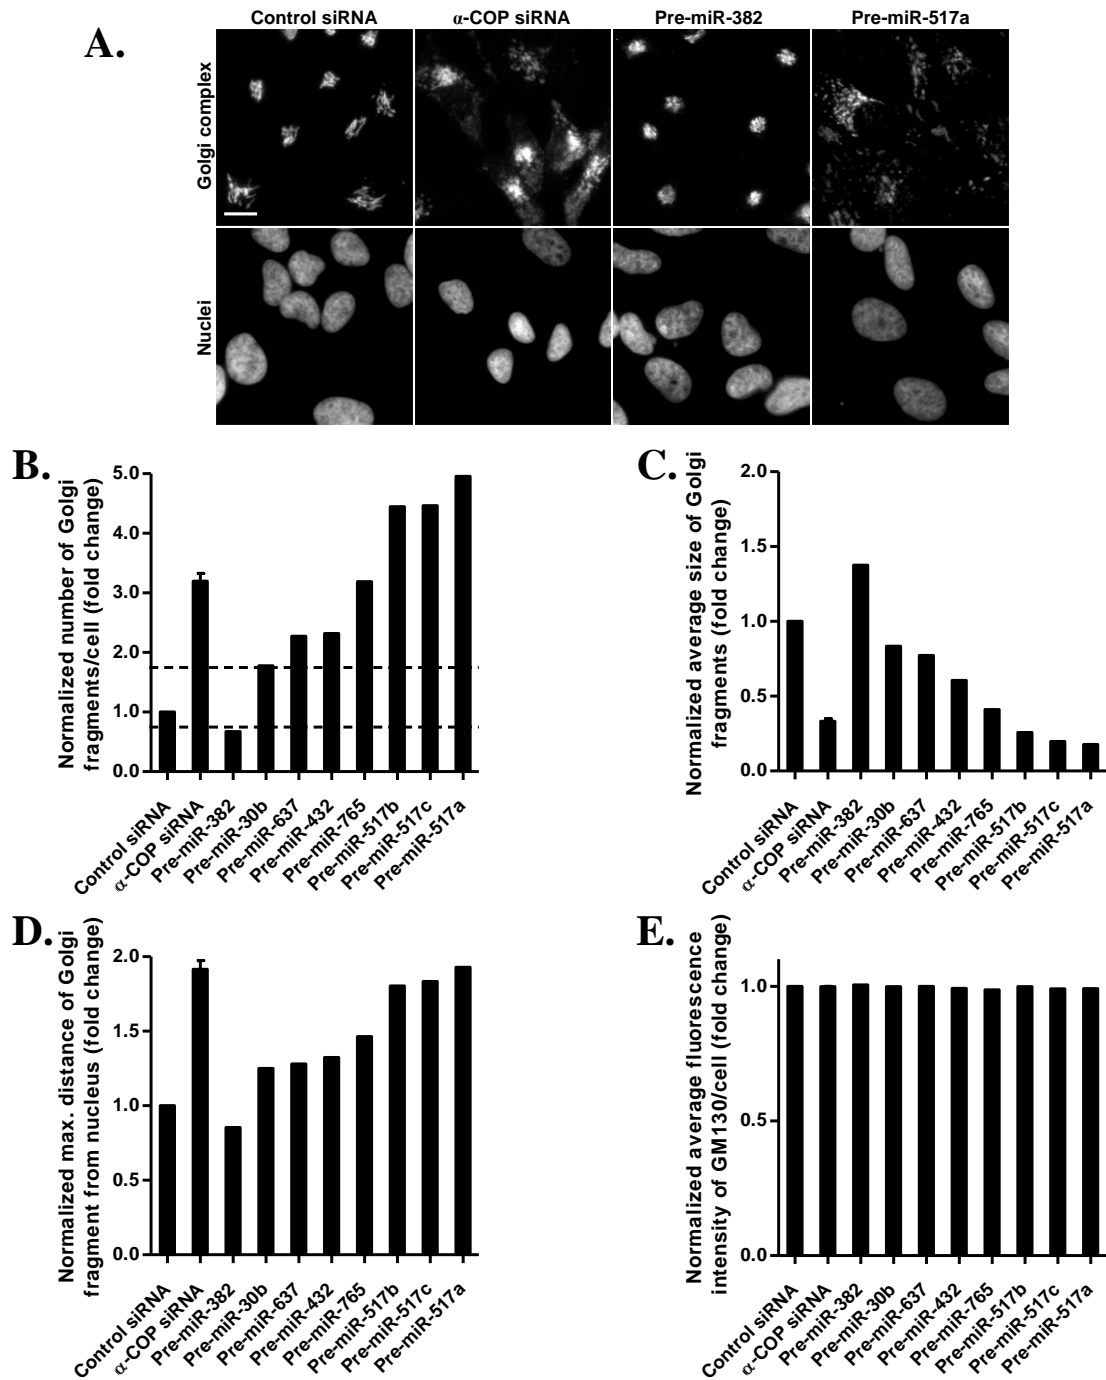 A.
Control siRNA
α-COP siRNA
Pre-miR-382
Pre-miR-517a
Golgi complex
Nuclei
B.
Normalized number of Golgi
fragments/cell (fold change)
5.0
4.0
3.0
2.0
1.0
0.0
Control siRNA
α-COP siRNA
Pre-miR-382
Pre-miR-30b
Pre-miR-637
Pre-miR-432
Pre-miR-765
Pre-miR-517b
Pre-miR-517c
Pre-miR-517a
C.
Normalized average size of Golgi
fragments (fold change)
2.0
1.5
1.0
0.5
0.0
Control siRNA
α-COP siRNA
Pre-miR-382
Pre-miR-30b
Pre-miR-637
Pre-miR-432
Pre-miR-765
Pre-miR-517b
Pre-miR-517c
Pre-miR-517a
D.
Normalized max. distance of Golgi
fragment from nucleus (fold change)
2.0
1.5
1.0
0.5
0.0
Control siRNA
α-COP siRNA
Pre-miR-382
Pre-miR-30b
Pre-miR-637
Pre-miR-432
Pre-miR-765
Pre-miR-517b
Pre-miR-517c
Pre-miR-517a
E.
Normalized average fluorescence
intensity of GM130/cell (fold change)
1.0
0.5
0.0
Control siRNA
α-COP siRNA
Pre-miR-382
Pre-miR-30b
Pre-miR-637
Pre-miR-432
Pre-miR-765
Pre-miR-517b
Pre-miR-517c
Pre-miR-517a